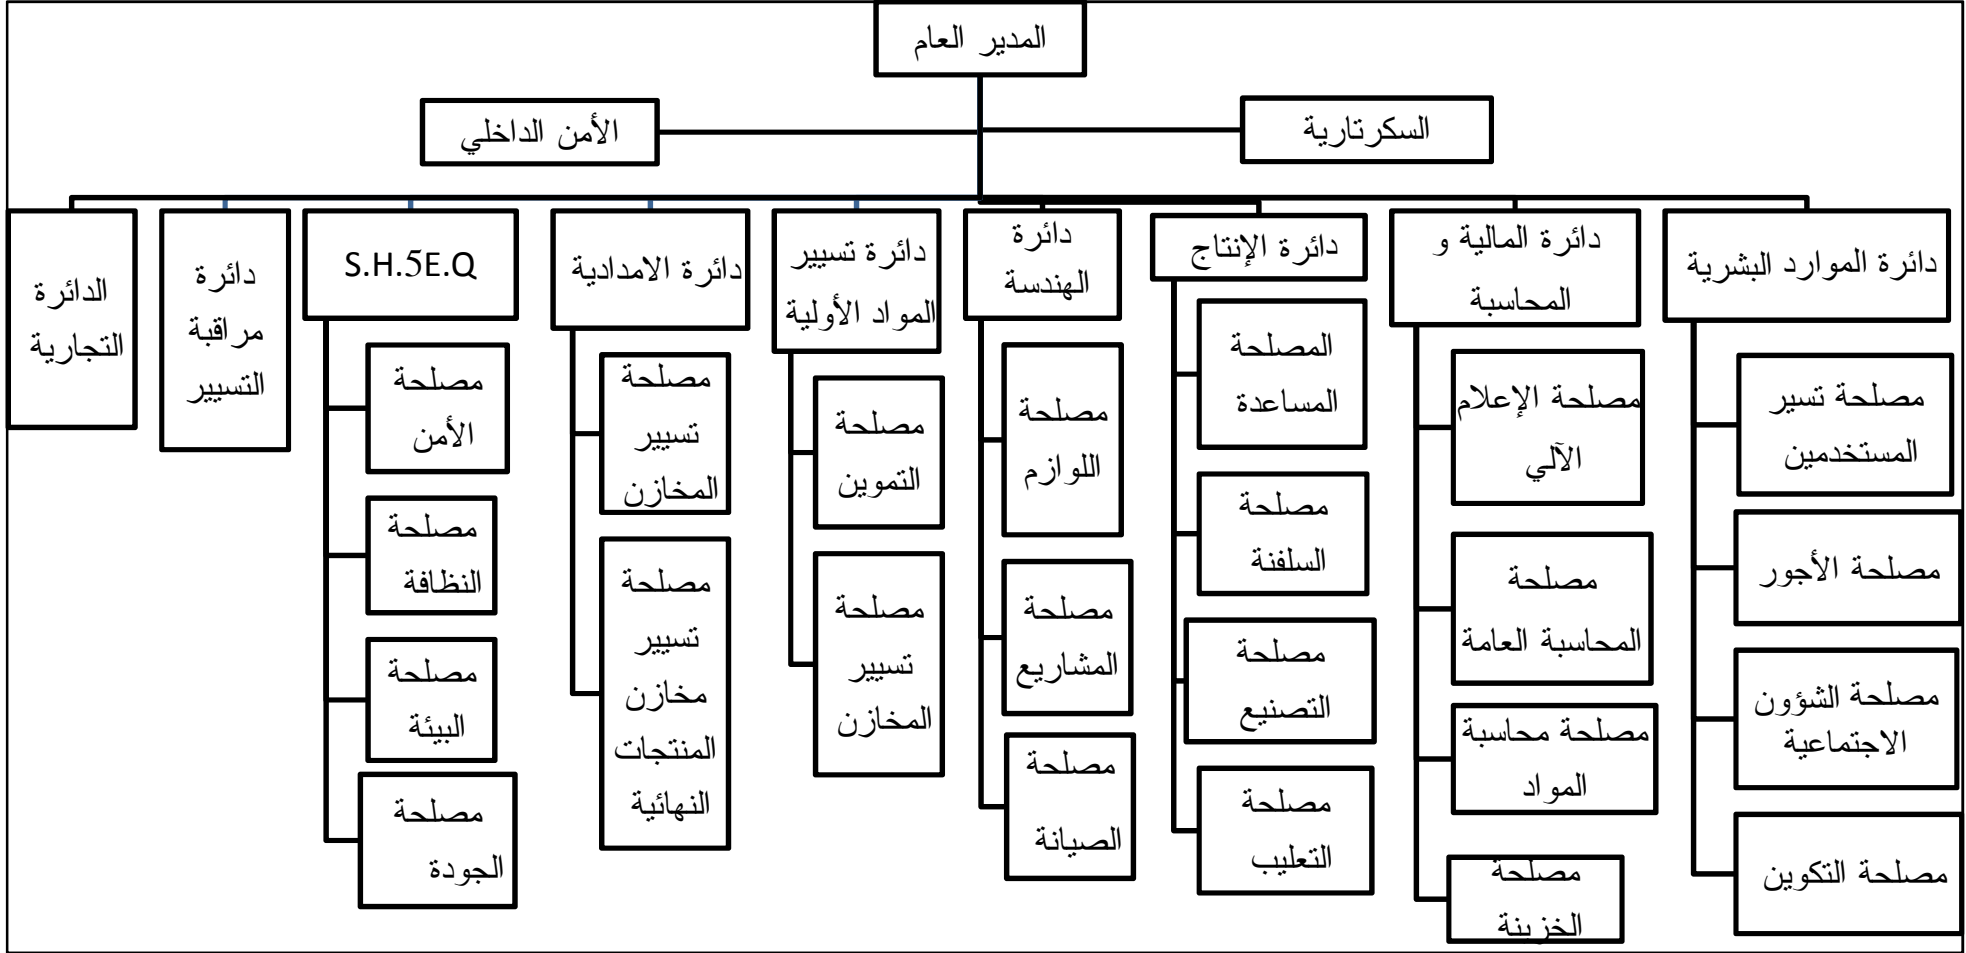 المدير العام
السكرتارية
الأمن الداخلي
دائرة الموارد البشرية
مصلحة تسير
المستخدمين
مصلحة الأجور
مصلحة الشؤون
الاجتماعية
مصلحة التكوين
دائرة المالية و
المحاسبة
مصلحة الإعلام
الآلي
مصلحة
المحاسبة العامة
مصلحة محاسبة
المواد
مصلحة
الخزينة
دائرة الإنتاج
المصلحة
المساعدة
مصلحة
السلفنة
مصلحة
التصنيع
مصلحة
التعليب
دائرة
الهندسة
مصلحة
اللوازم
مصلحة
المشاريع
مصلحة
الصيانة
دائرة تسيير
المواد الأولية
مصلحة
التموين
مصلحة
تسيير
المخازن
دائرة الامدادية
مصلحة
تسيير
المخازن
مصلحة
تسيير
مخازن
المنتجات
النهائية
S.H.5E.Q
مصلحة
الأمن
مصلحة
النظافة
مصلحة
البيئة
مصلحة
الجودة
دائرة
مراقبة
التسيير
الدائرة
التجارية